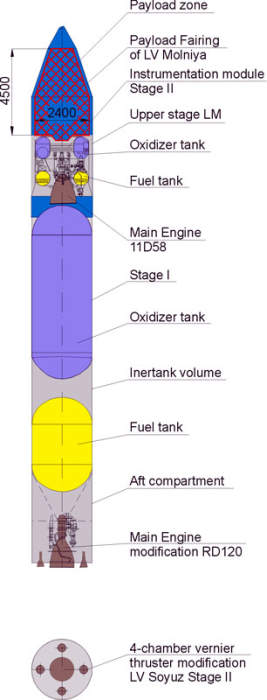 Payload zone
Payload Fairing
of LV Molniya
Instrumentation module
Stage II
4500
2400
Upper stage LM
Oxidizer tank
Fuel tank
Main Engine
11D58
Stage I
Oxidizer tank
Inertank volume
Fuel tank
Aft compartment
Main Engine
modification RD120
4-chamber vernier
thruster modification
LV Soyuz Stage II